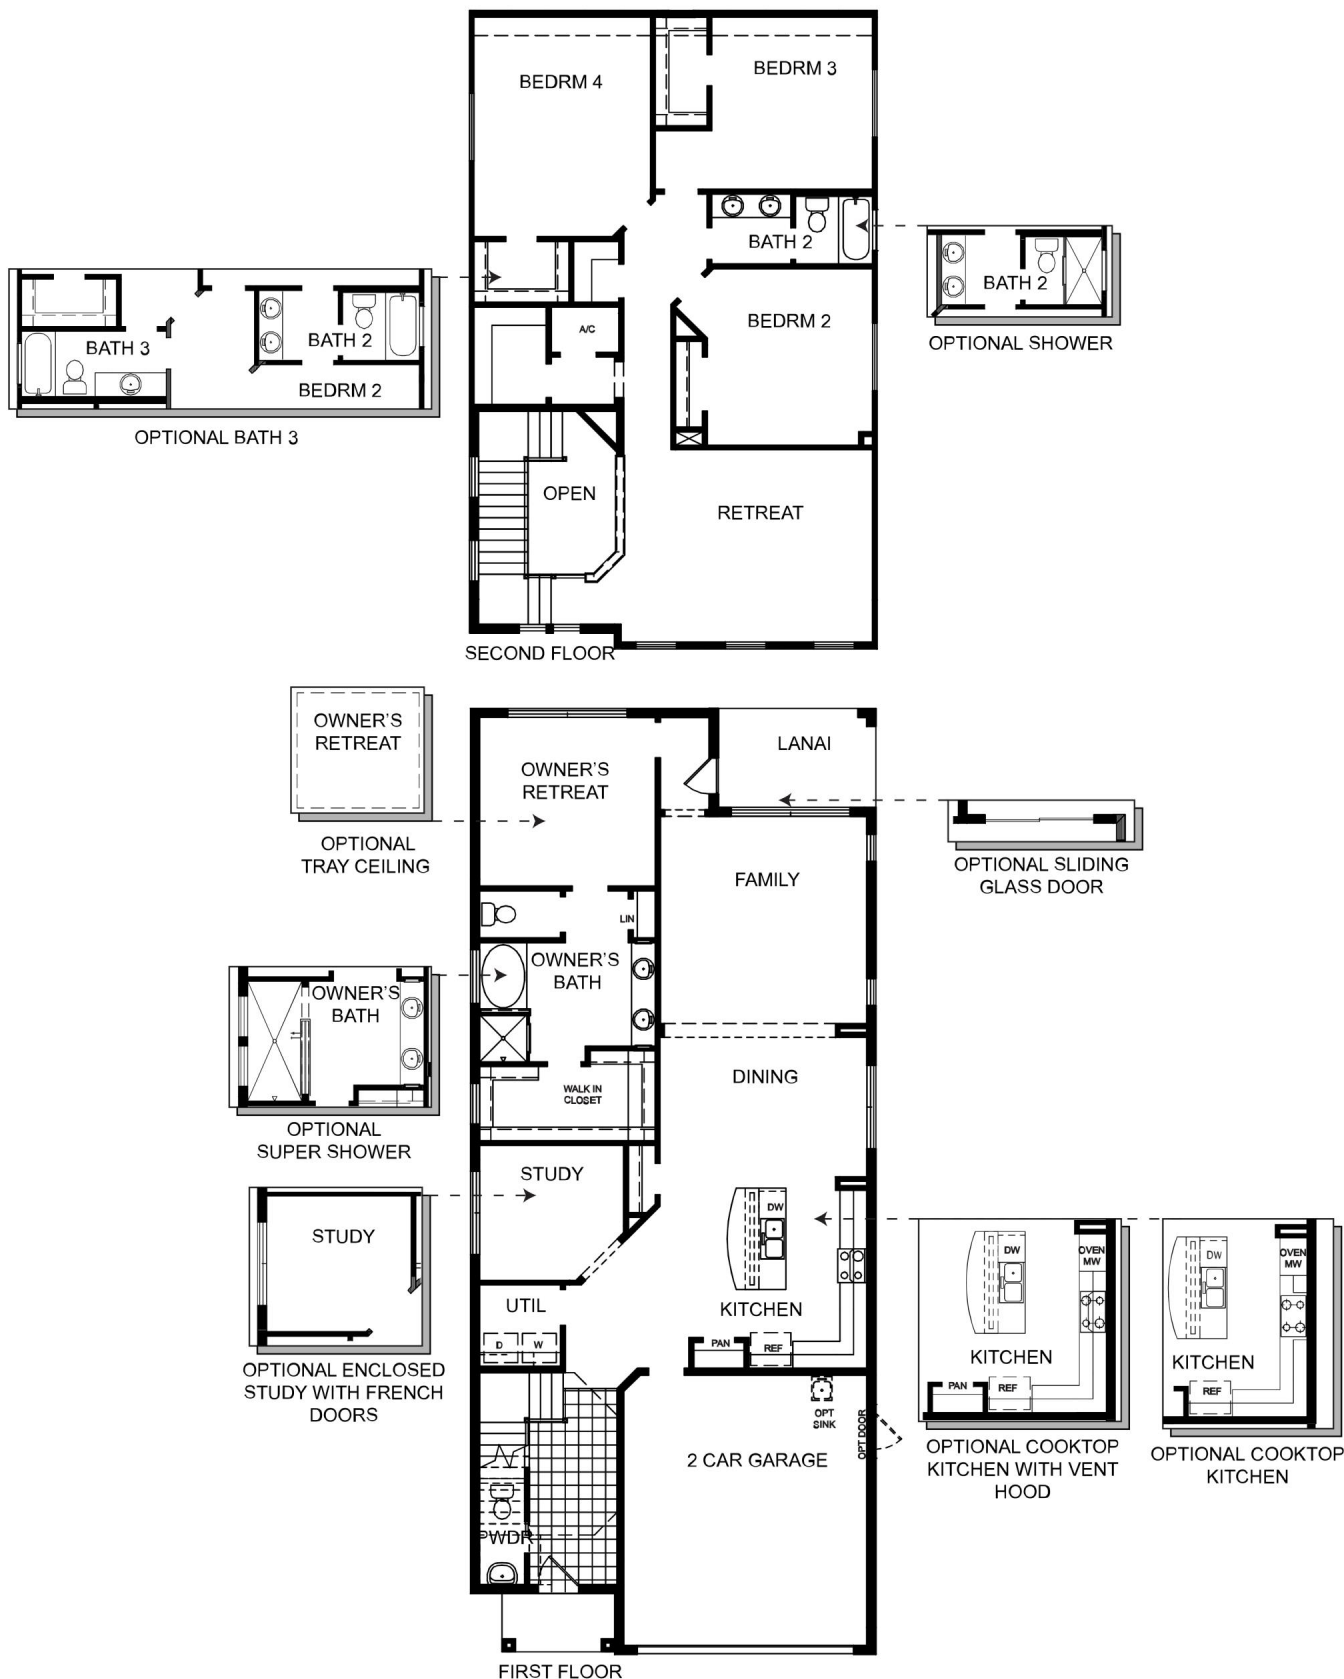 BEDRM 4
BEDRM 3
BATH 2
BATH 2
OPTIONAL SHOWER
BEDRM 2
A/C
BATH 3
BATH 2
BEDRM 2
OPTIONAL BATH 3
OPEN
RETREAT
SECOND FLOOR
OWNER'S
RETREAT
OPTIONAL
TRAY CEILING
OWNER'S
RETREAT
LANAI
OPTIONAL SLIDING
GLASS DOOR
FAMILY
LIN
OWNER'S
BATH
OWNER'S
BATH
OPTIONAL
SUPER SHOWER
WALK IN
CLOSET
DINING
STUDY
STUDY
OPTIONAL ENCLOSED
STUDY WITH FRENCH
DOORS
DW
KITCHEN
UTIL
D
W
PAN
REF
DW
OVEN
MW
KITCHEN
PAN
REF
OPTIONAL COOKTOP
KITCHEN WITH VENT
HOOD
DW
OVEN
MW
KITCHEN
REF
OPTIONAL COOKTOP
KITCHEN
OPT
SINK
OPT DOOR
2 CAR GARAGE
PWDR
FIRST FLOOR